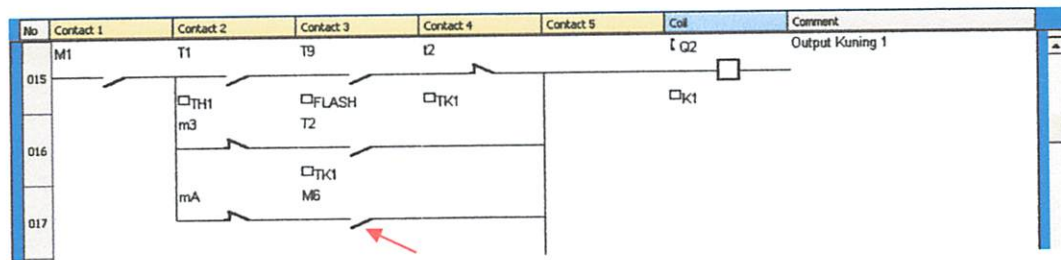 No Contact 1 Contact 2 Contact 3 Contact 4 Contact 5 Coil Comment
M1 T1 T9 t2 [ Q2 Output Kuning 1
015
TH1 FLASH TK1 K1
m3 T2
016
TK1
mA M6
017